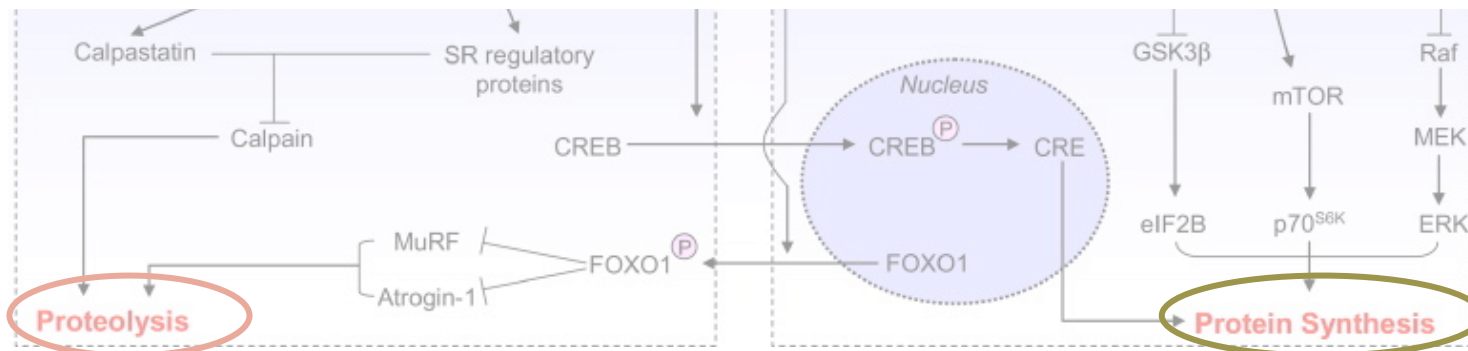 Calpastatin
SR regulatory
proteins
Calpain
CREB
MuRF
Atrogin-1
FOXO1
P
Proteolysis
Nucleus
CREB
P
CRE
FOXO1
GSK3β
mTOR
Raf
MEK
eIF2B
p70S6K
ERK
Protein Synthesis